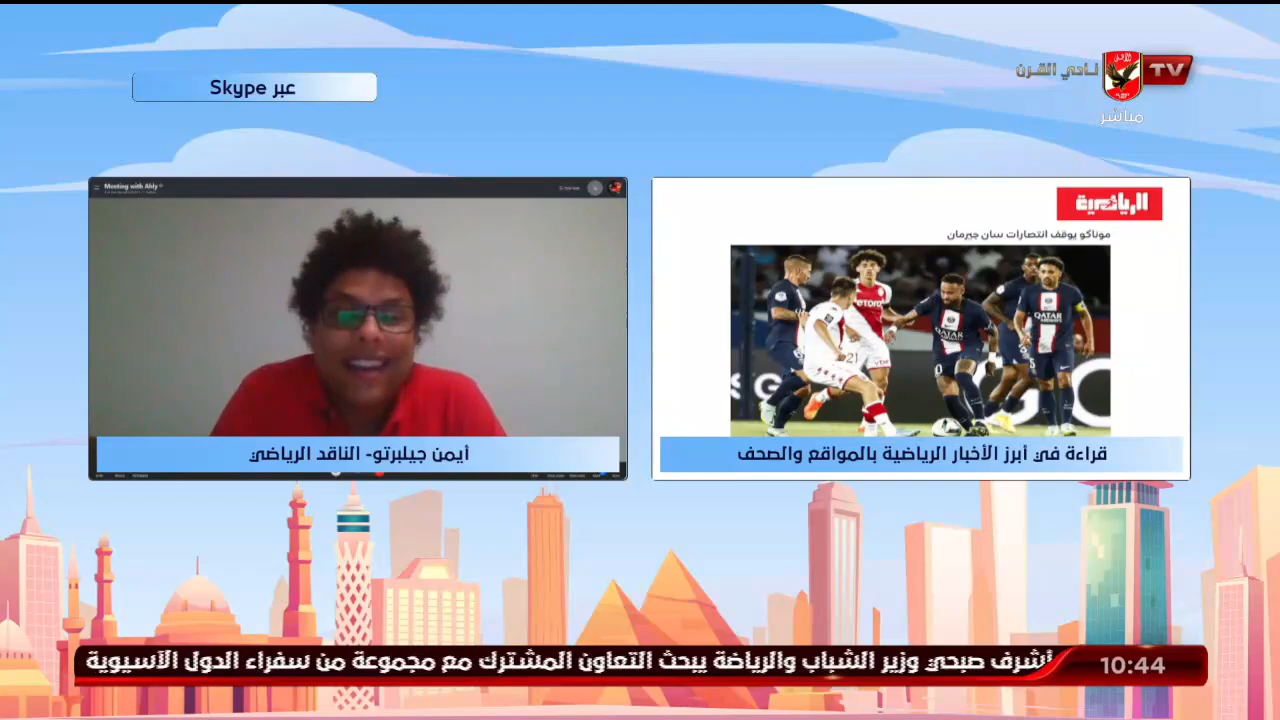 نادي القرن
TV
مباشر
عبر Skype
Meeting with Ahly
الرياضية
موناكو يوقف انتصارات سان جيرمان
QATAR
QATAR
21
أيمن جيلبرتو- الناقد الرياضي
قراءة في أبرز الأخبار الرياضية بالمواقع والصحف
أشرف صبحي وزير الشباب والرياضة يبحث التعاون المشترك مع مجموعة من سفراء الدول الآسيوية
10:44